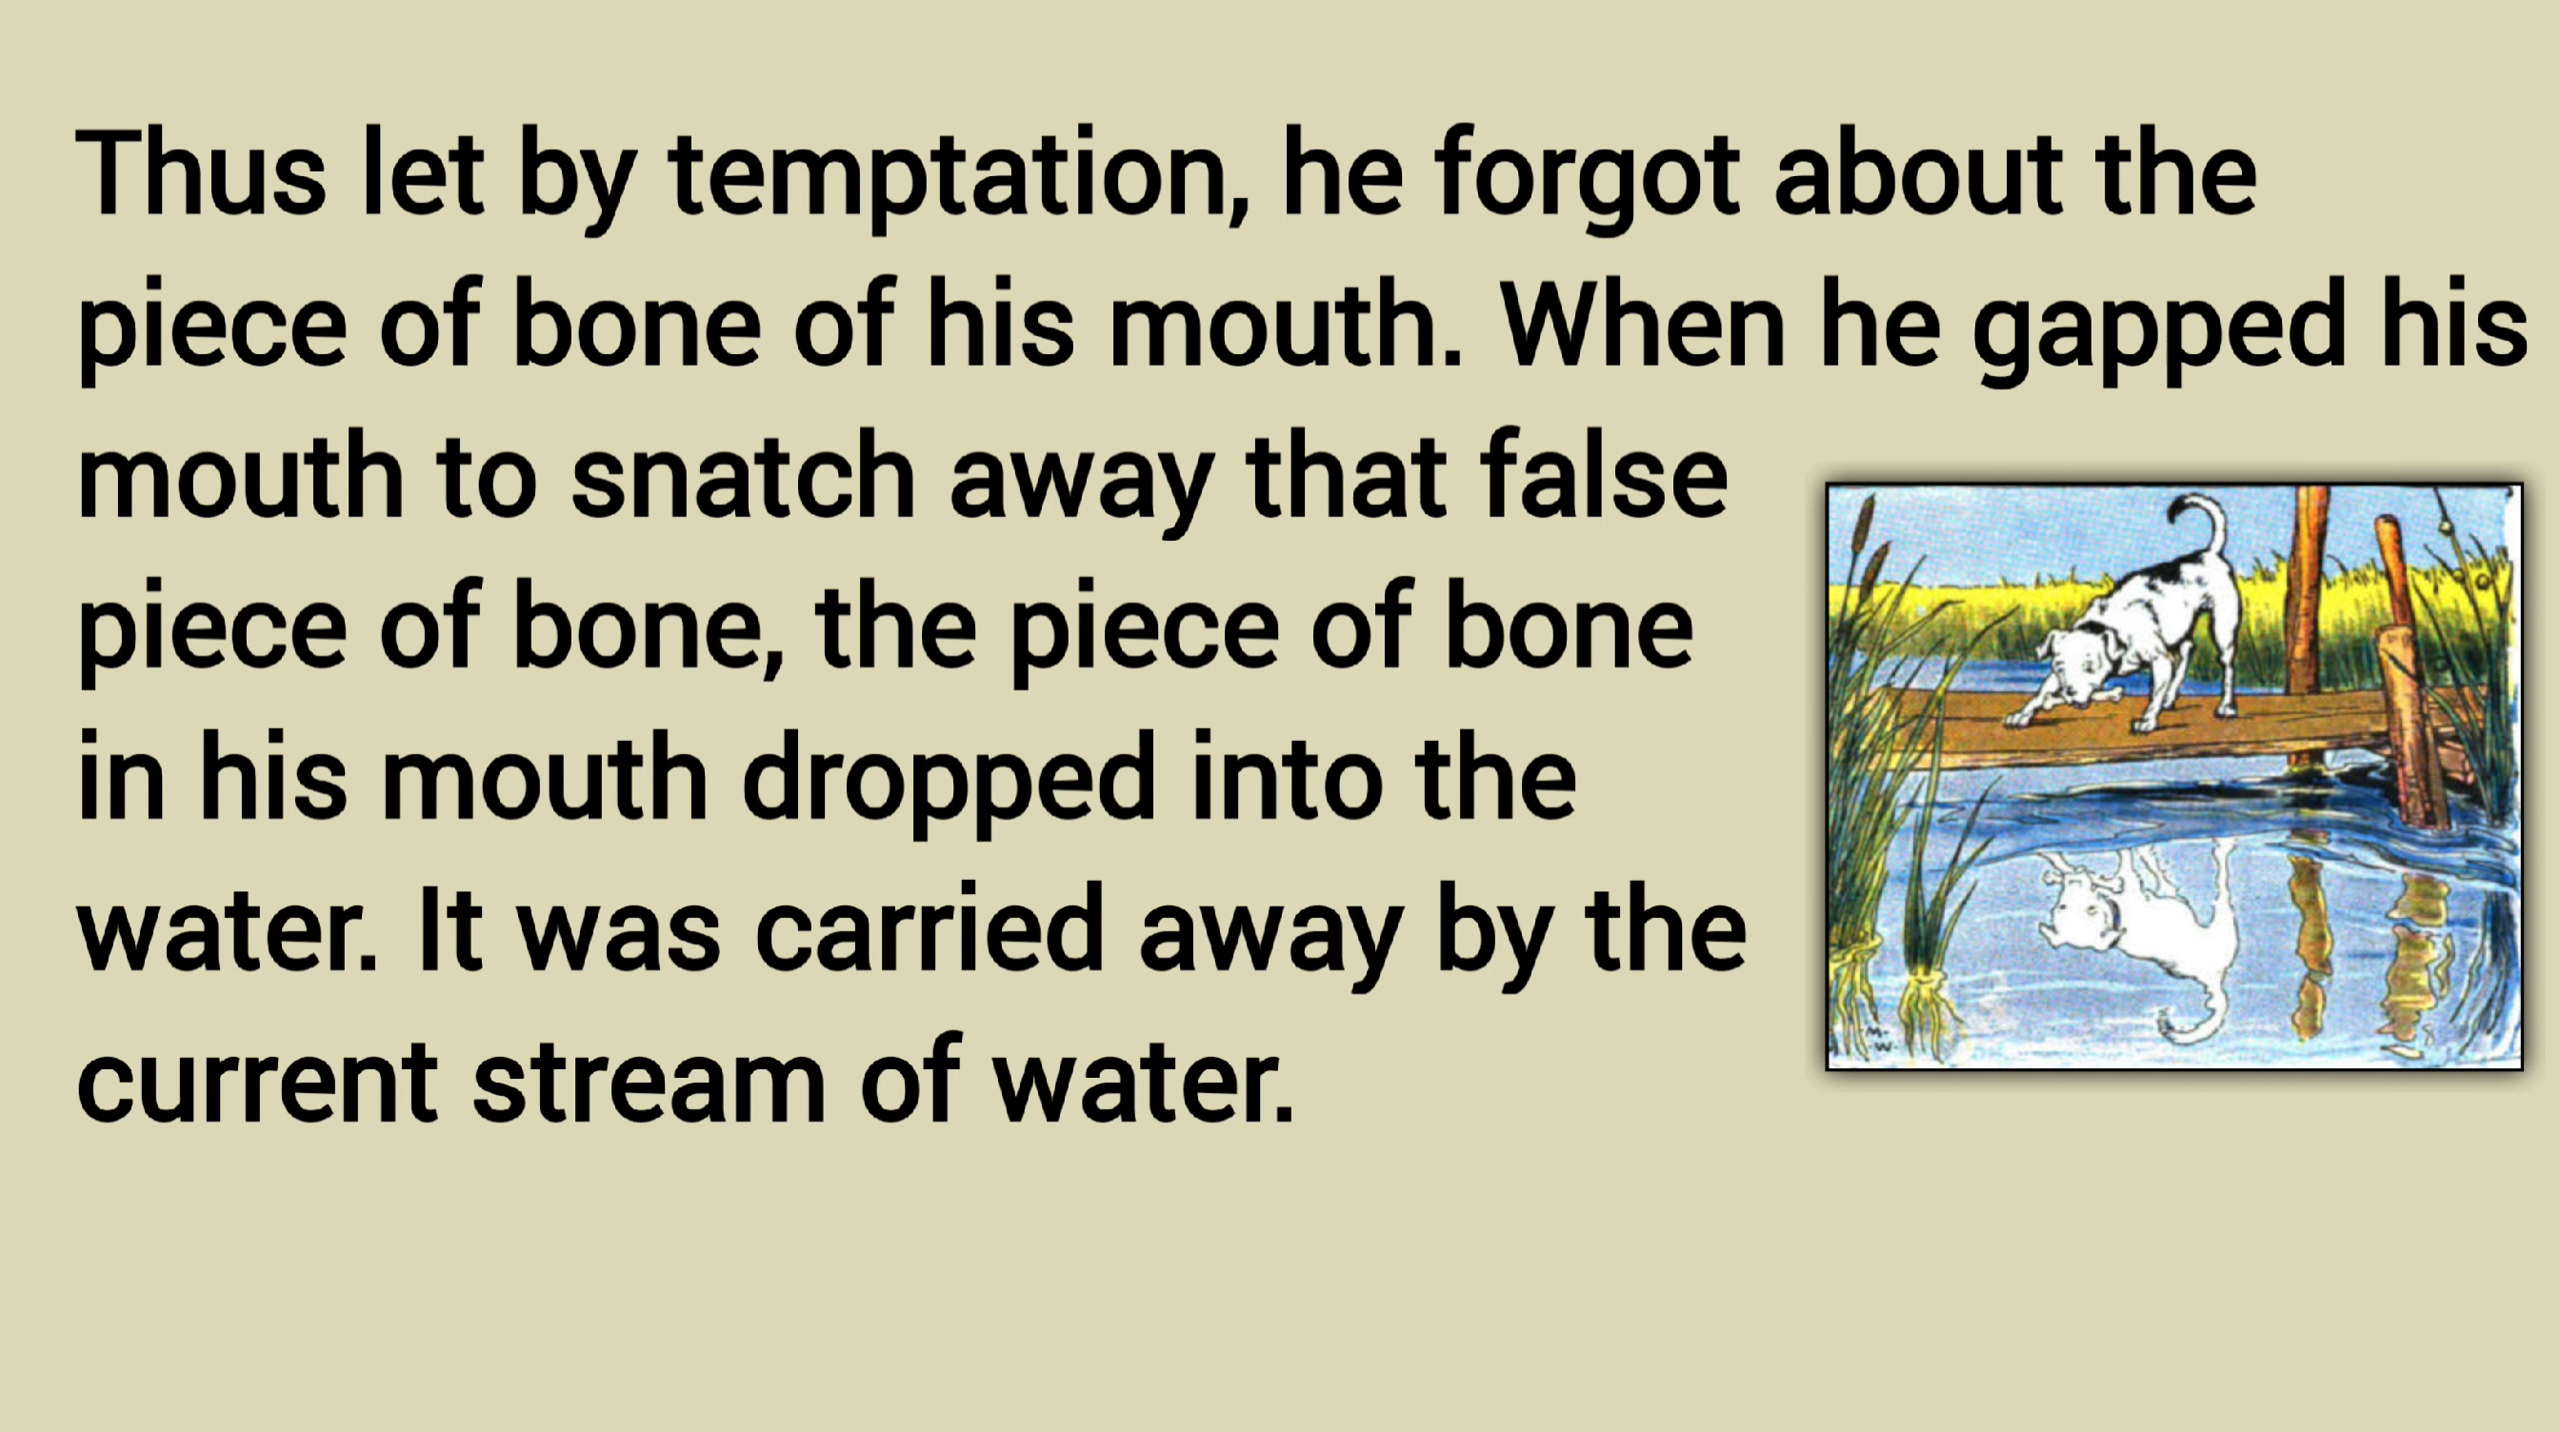 Thus let by temptation, he forgot about the
piece of bone of his mouth. When he gapped his
mouth to snatch away that false
piece of bone, the piece of bone
in his mouth dropped into the
water. It was carried away by the
current stream of water.
M.
W.